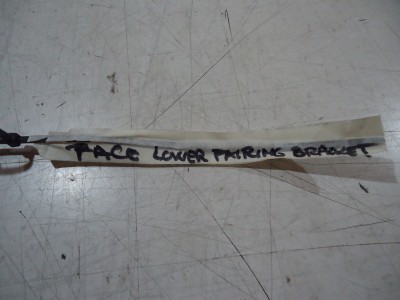 FACE LOWER FAIRING BRACKET